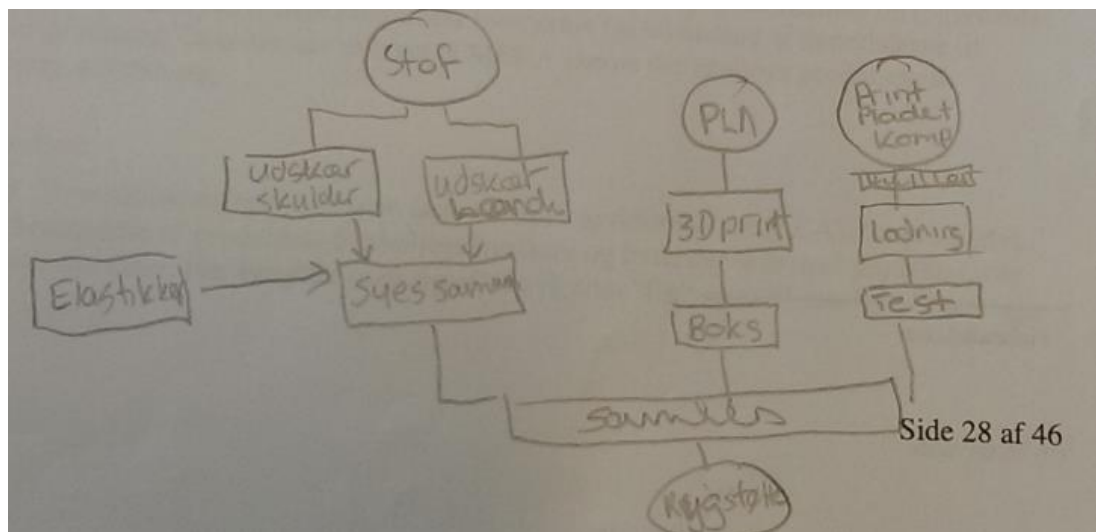 Stof
PLA
Print
Pladet
Komp
udskær
skulder
udskær
3D print
Lodning
Elastikker
Syes sammen
Test
Boks
Samles
Side 28 af 46
Rygstøtte